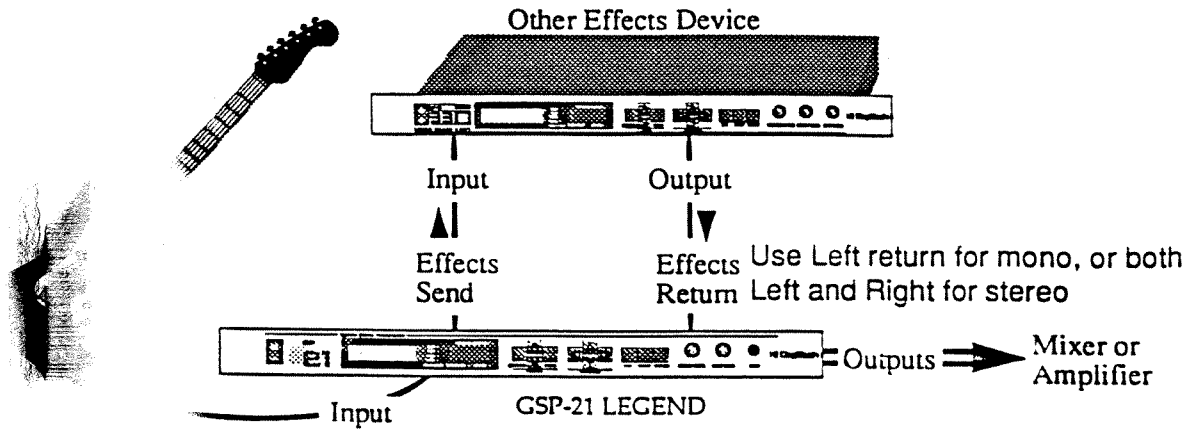 Other Effects Device
Input
Output
Effects
Send
Effects
Return
Use Left return for mono, or both
Left and Right for stereo
21
Outputs
Mixer or
Amplifier
Input
GSP-21 LEGEND